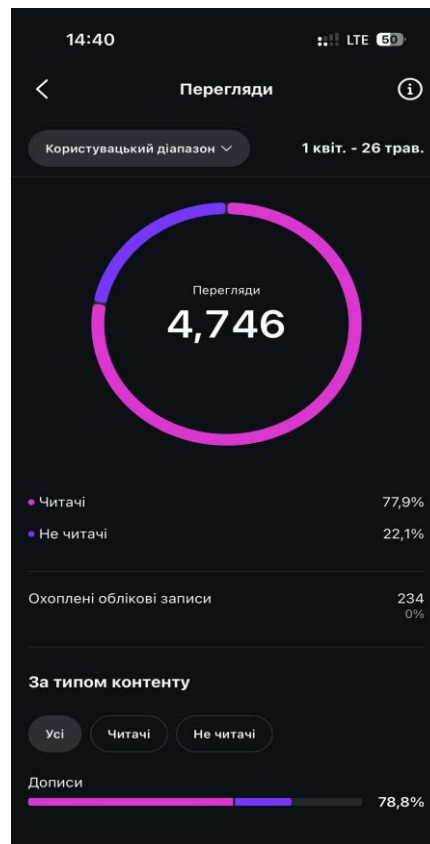 14:40 LTE 50
Перегляди
Користувацький діапазон 1 квіт. - 26 трав.
Перегляди
4,746
Читачі 77,9%
Не читачі 22,1%
Охоплені облікові записи 234
0%
За типом контенту
Усі Читачі Не читачі
Дописи
78,8%